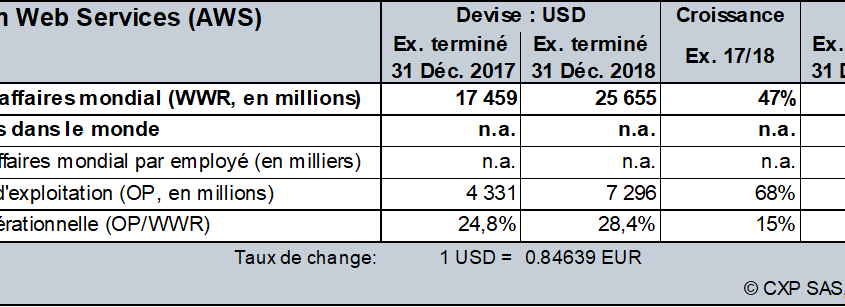 n Web Services (AWS) Devise : USD Croissance
Ex. terminé Ex. terminé Ex. 17/18 Ex.
31 Déc. 2017 31 Déc. 2018 31 D
affaires mondial (WWR, en millions) 17 459 25 655 47%
s dans le monde n.a. n.a. n.a.
ffaires mondial par employé (en milliers) n.a. n.a. n.a.
d'exploitation (OP, en millions) 4 331 7 296 68%
érationnelle (OP/WWR) 24,8% 28,4% 15%
Taux de change: 1 USD = 0.84639 EUR
© CXP SAS.